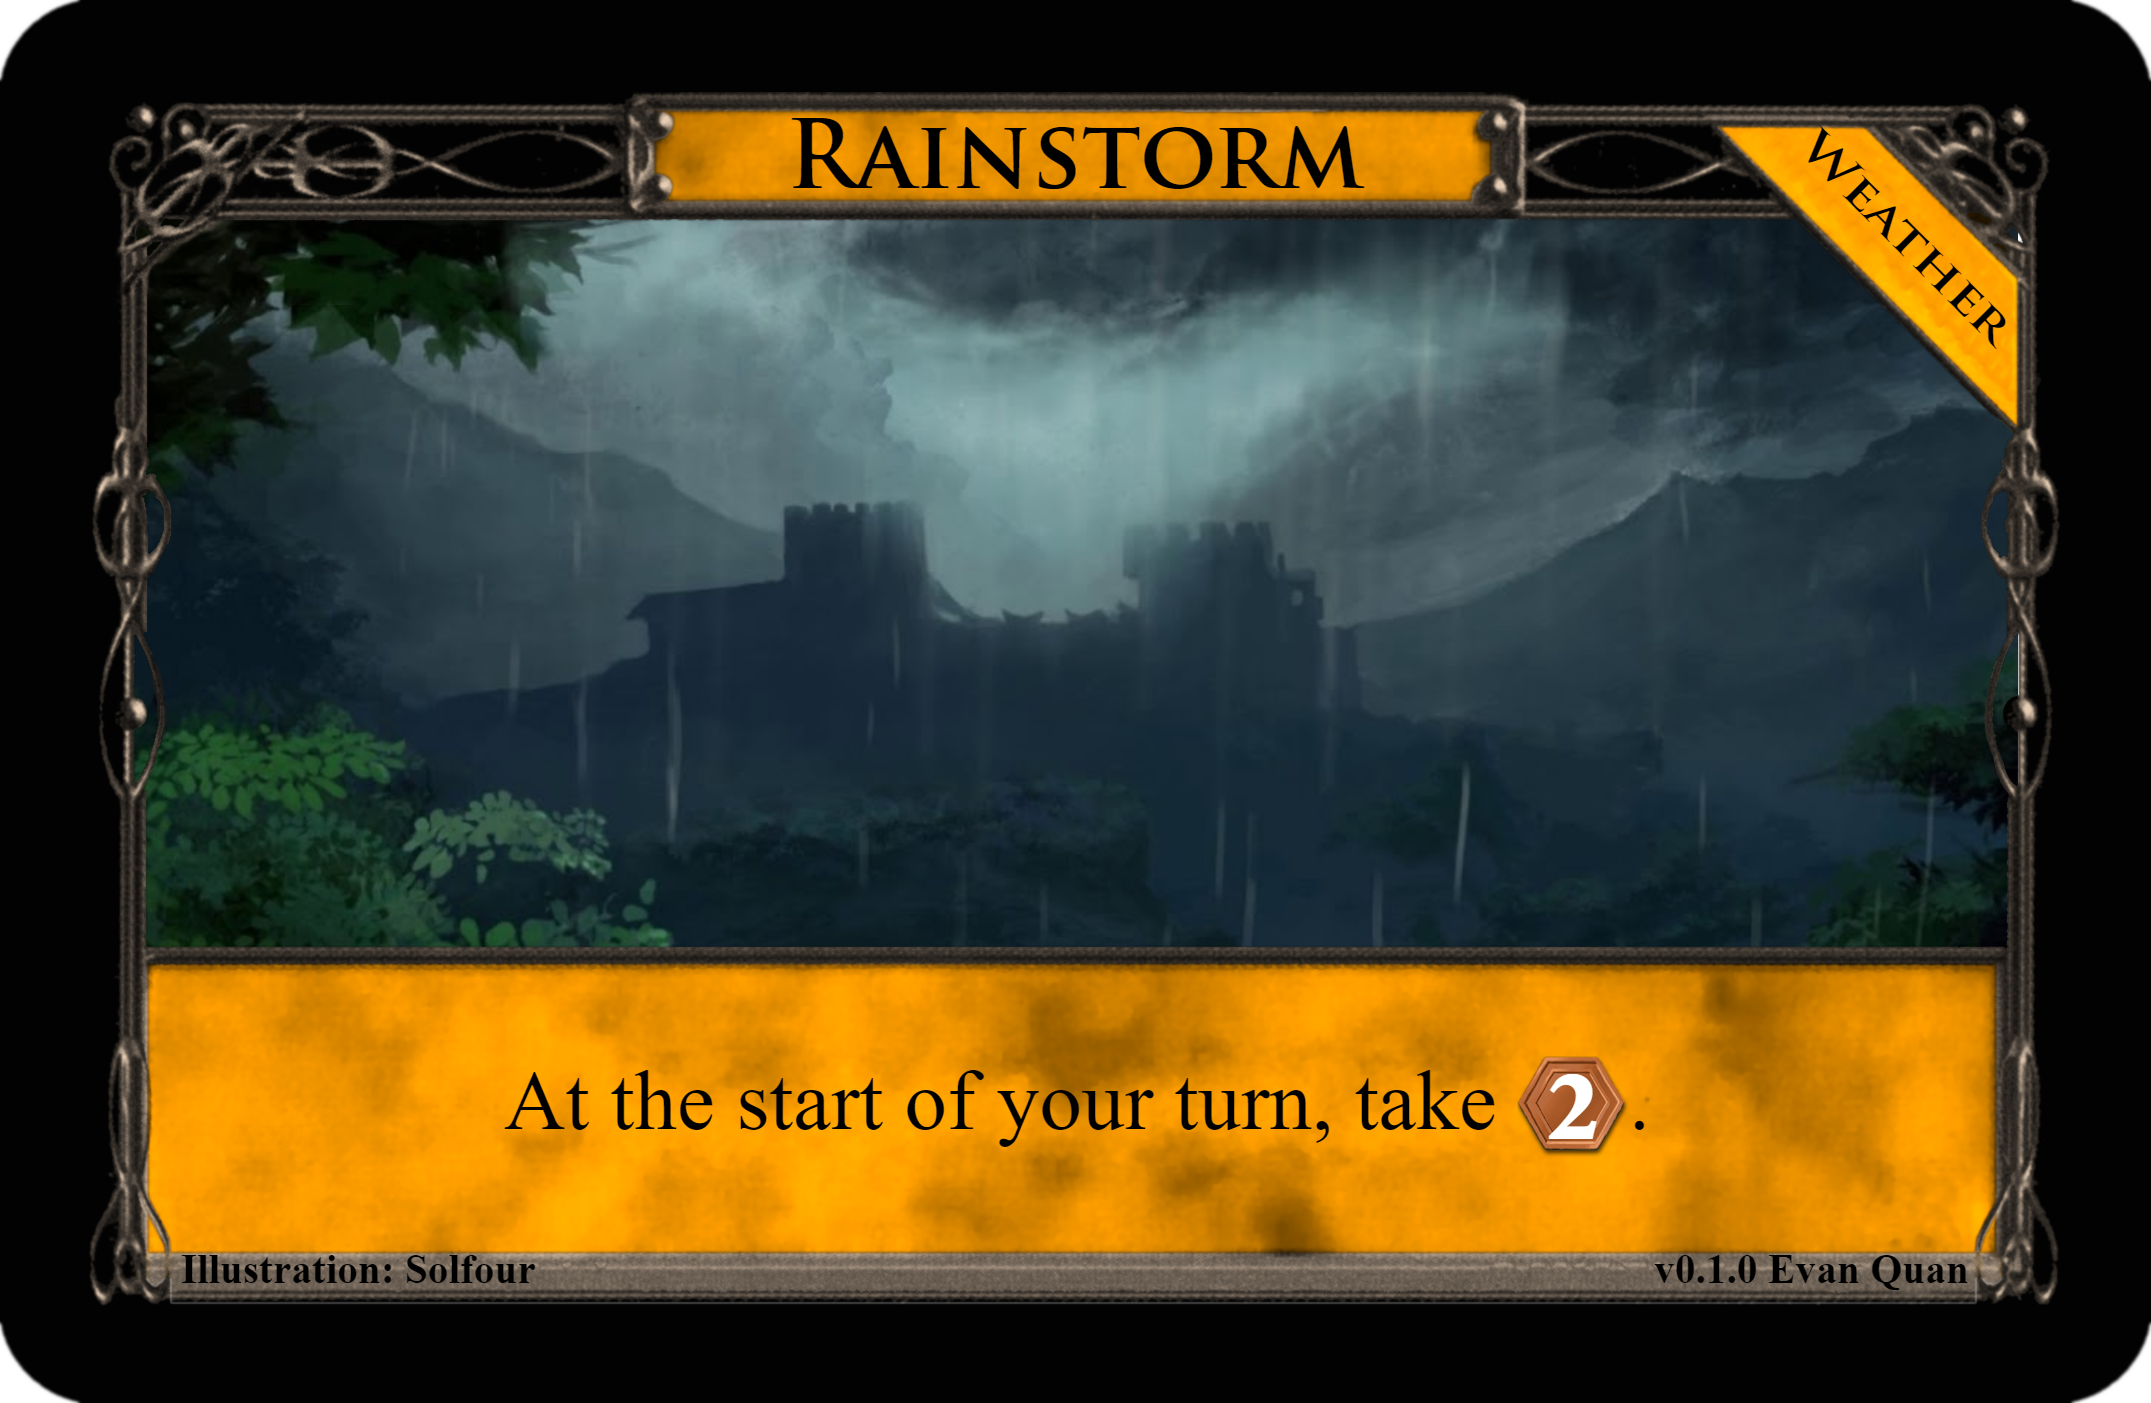 Rainstorm
Weather
At the start of your turn, take 2.
Illustration: Solfour
v0.1.0 Evan Quan